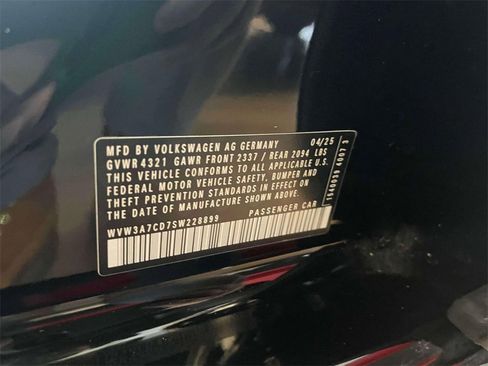 MFD BY VOLKSWAGEN AG GERMANY 04/25
GVWR 4321 GAWR FRONT 2337 / REAR 2094 LBS
THIS VEHICLE CONFORMS TO ALL APPLICABLE U.S.
FEDERAL MOTOR VEHICLE SAFETY, BUMPER AND
THEFT PREVENTION STANDARDS IN EFFECT ON
THE DATE OF MANUFACTURE SHOWN ABOVE.
WVW3A7CD7SW228899 PASSENGER CAR